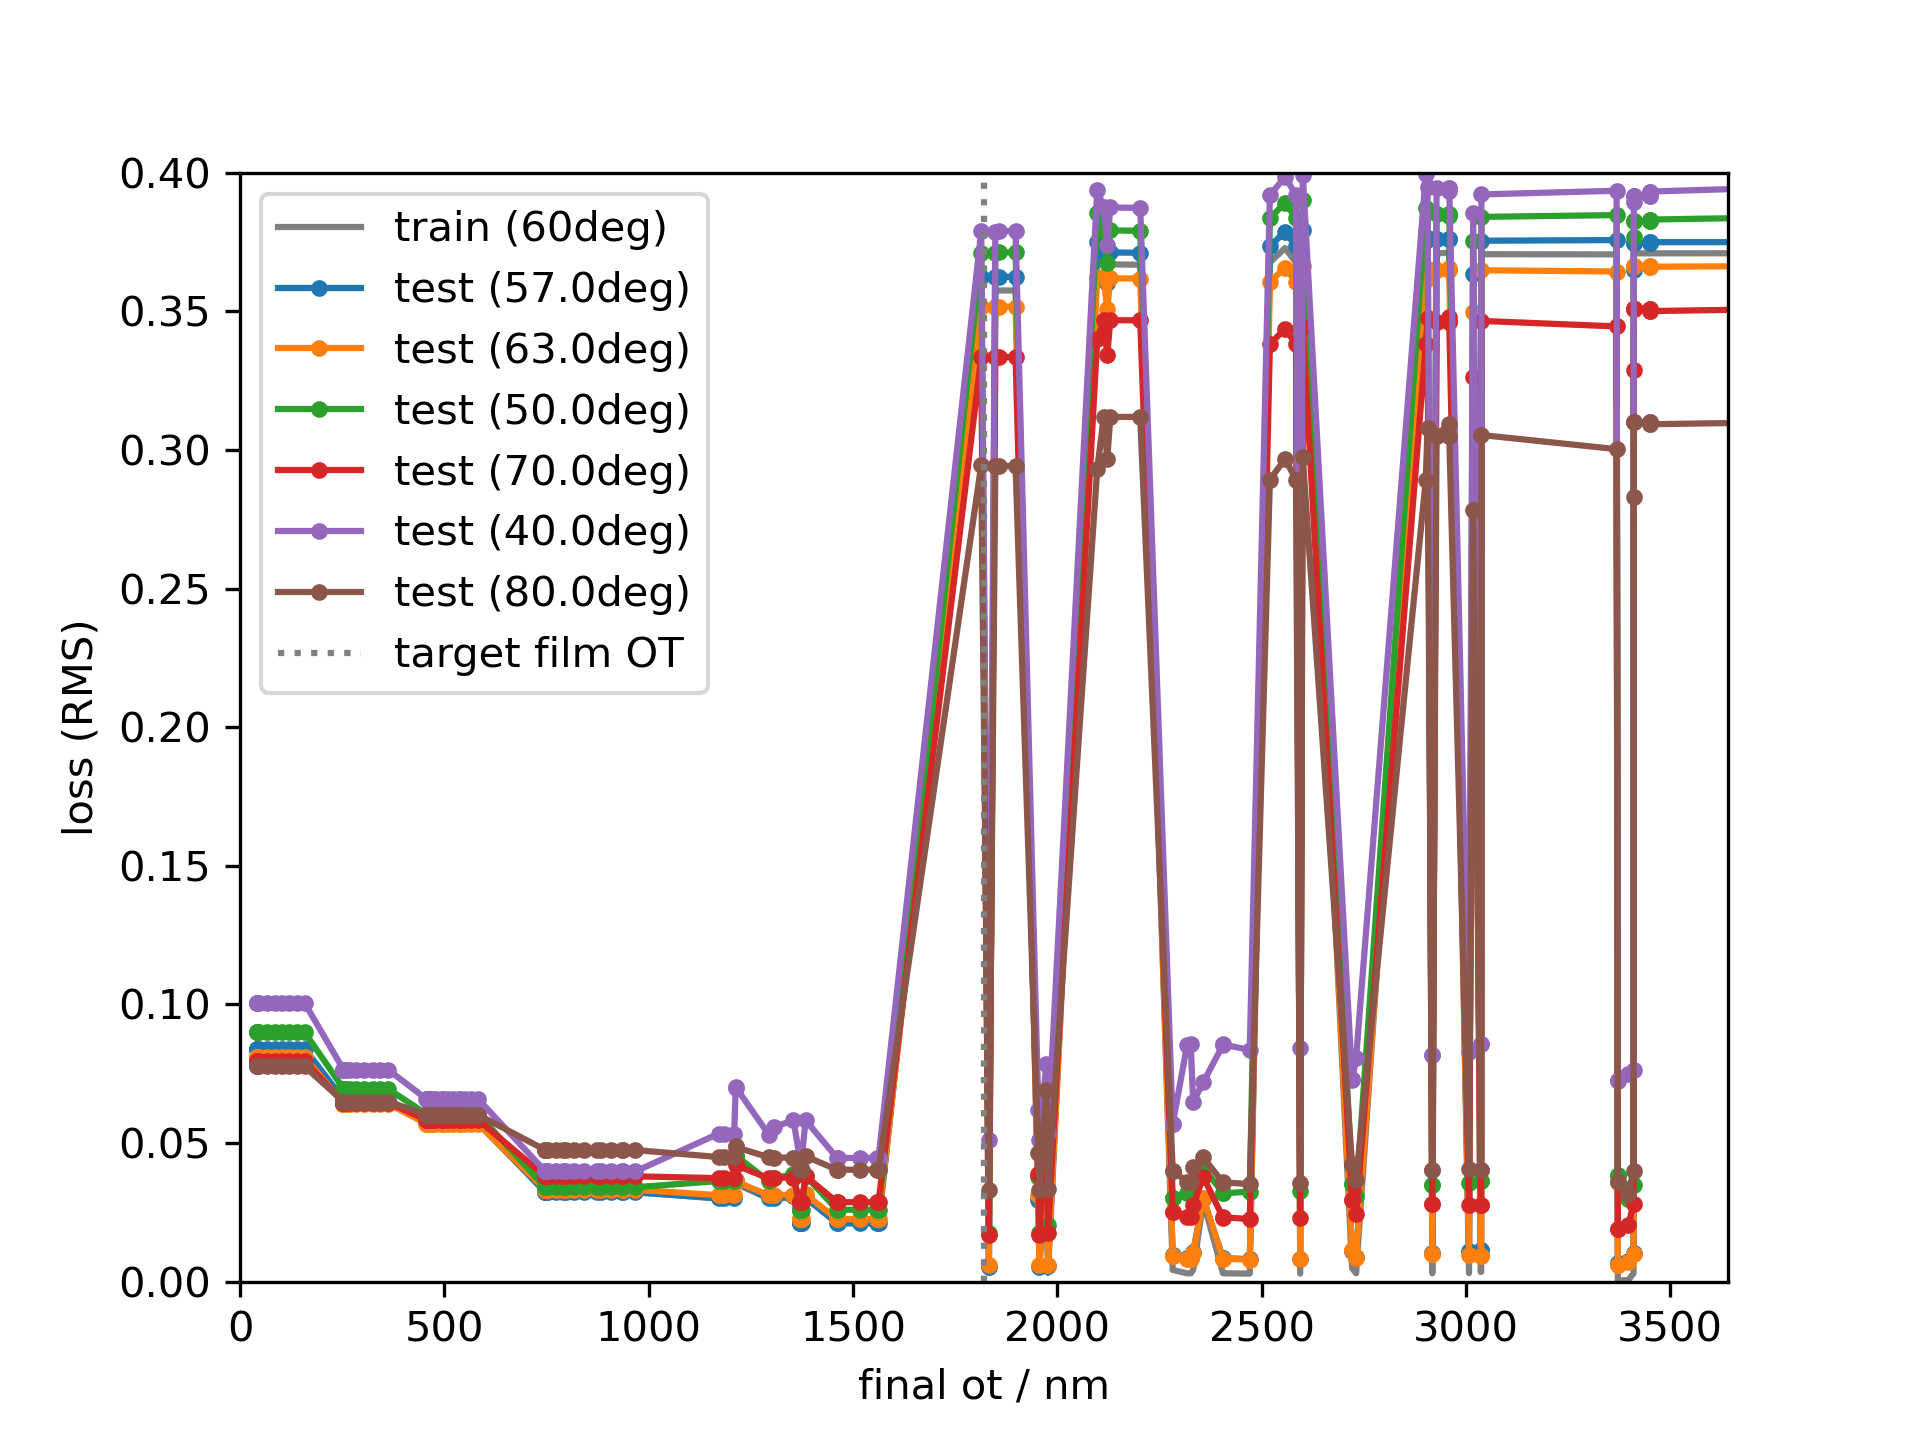 0.40
0.35
0.30
0.25
0.20
0.15
0.10
0.05
0.00
loss (RMS)
train (60deg)
test (57.0deg)
test (63.0deg)
test (50.0deg)
test (70.0deg)
test (40.0deg)
test (80.0deg)
target film OT
0 500 1000 1500 2000 2500 3000 3500
final ot / nm